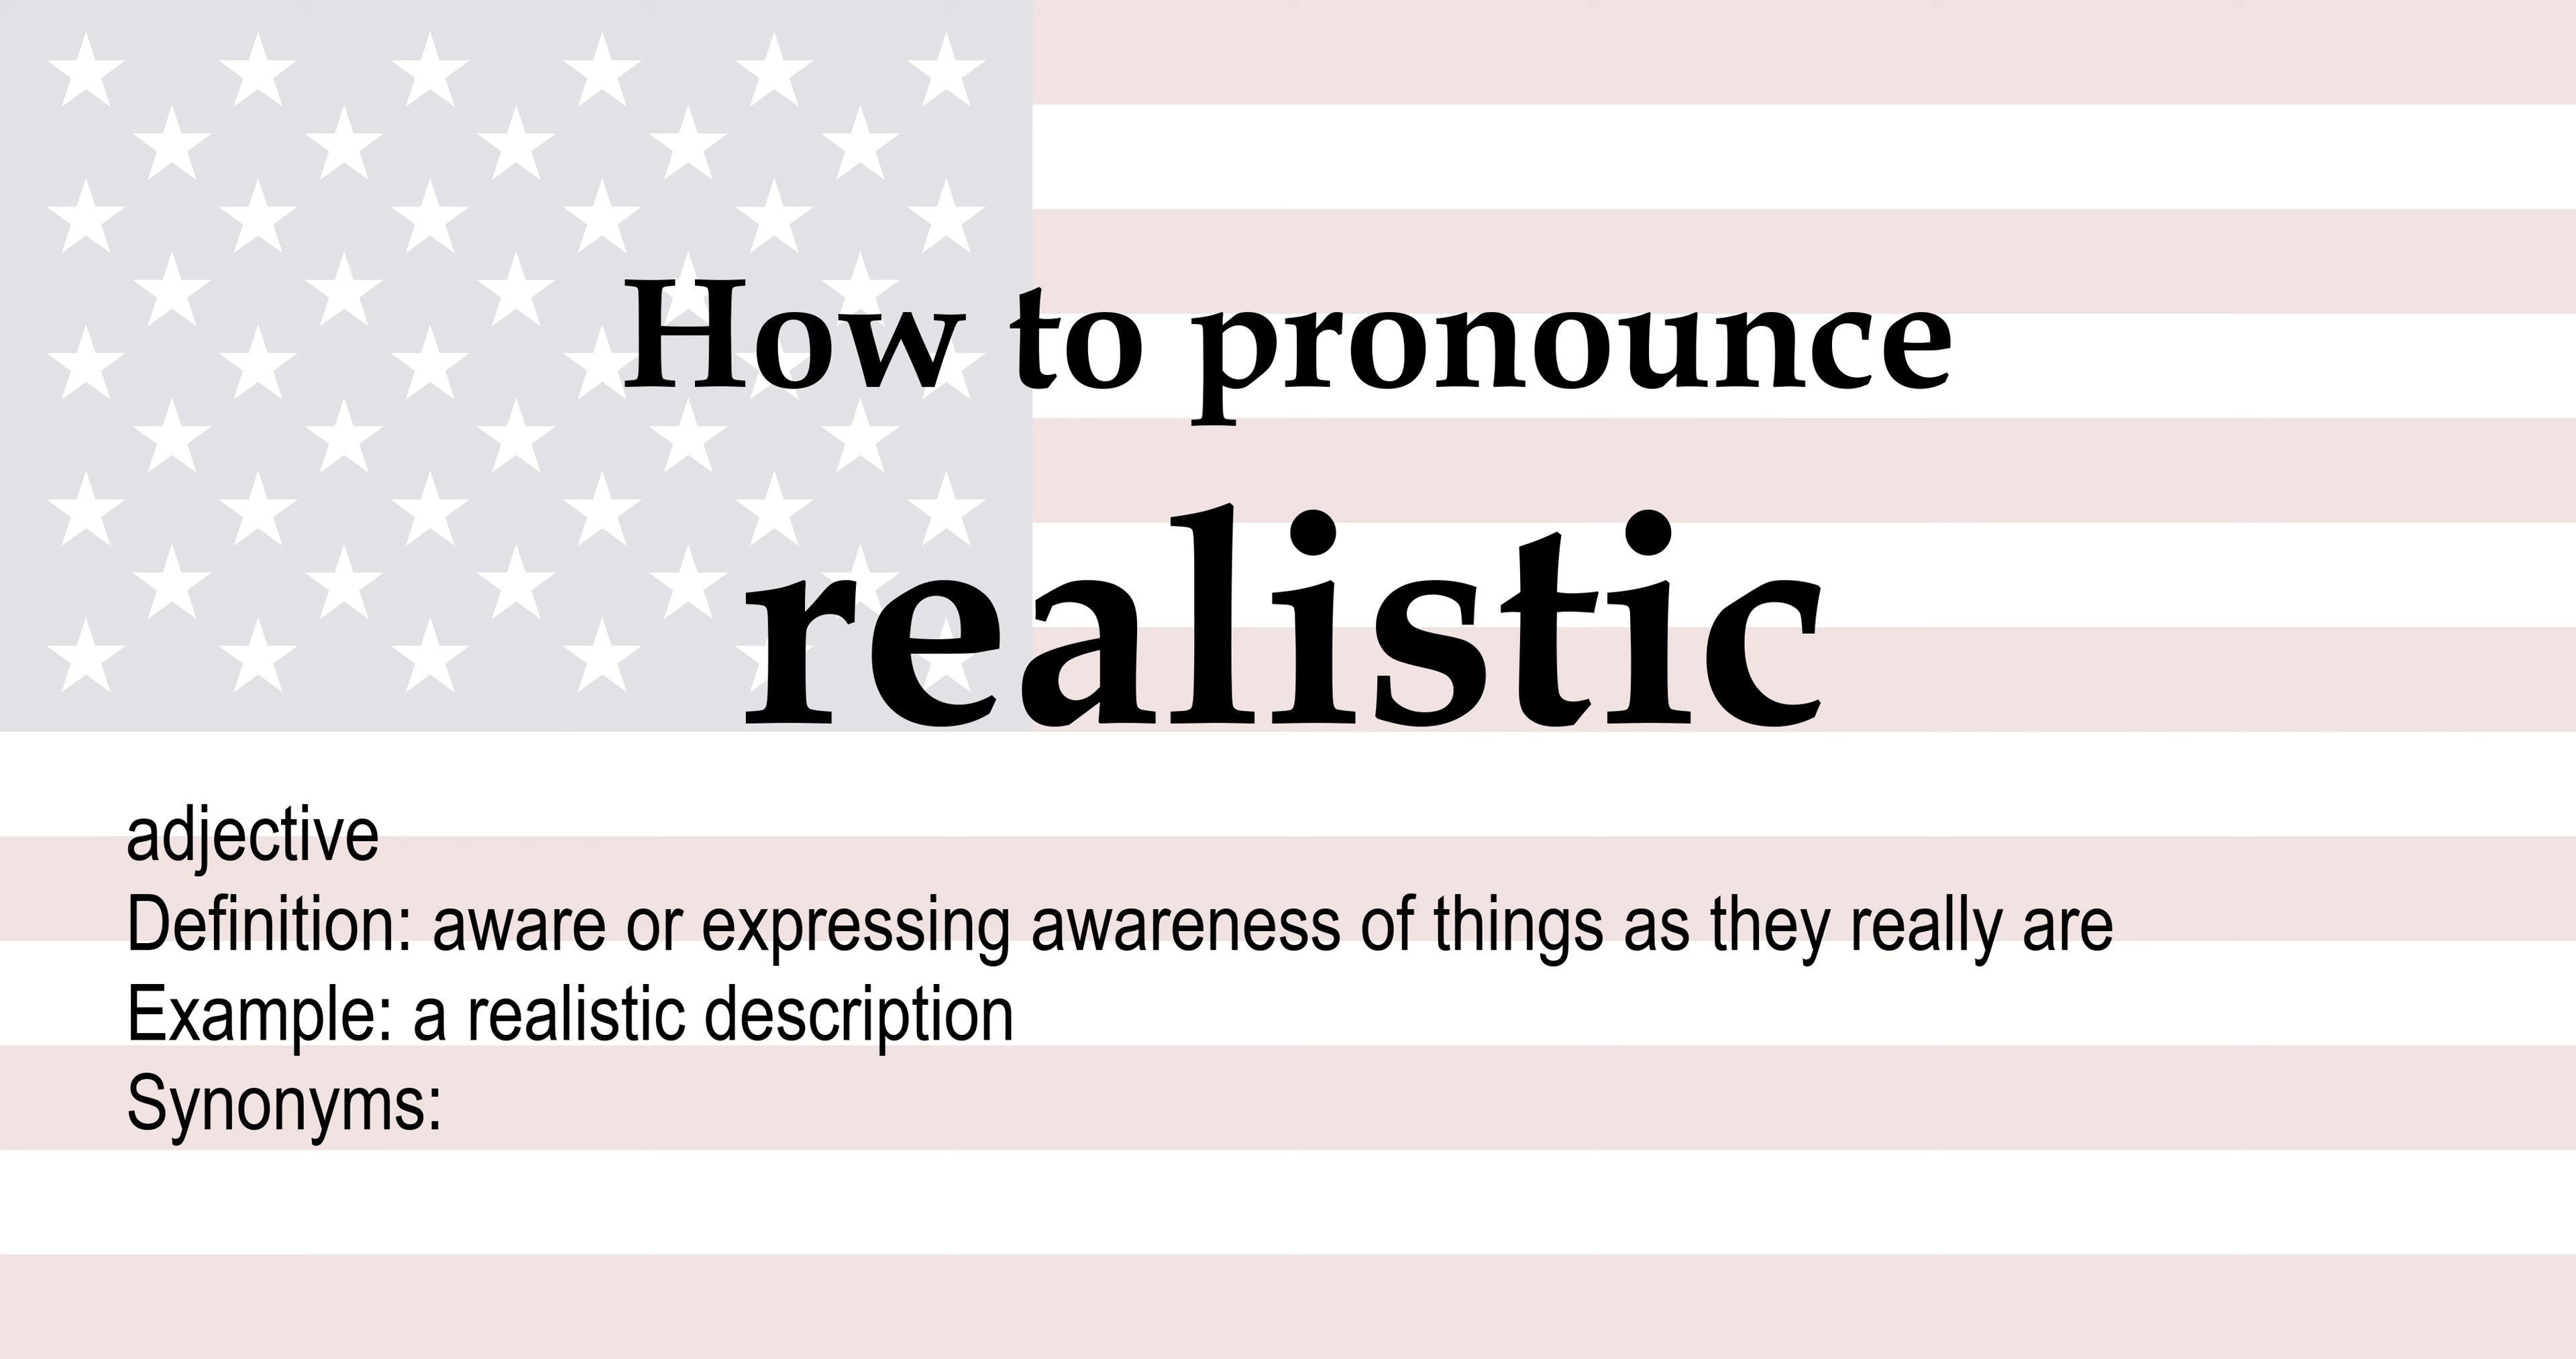 How to pronounce
realistic
adjective
Definition: aware or expressing awareness of things as they really are
Example: a realistic description
Synonyms: